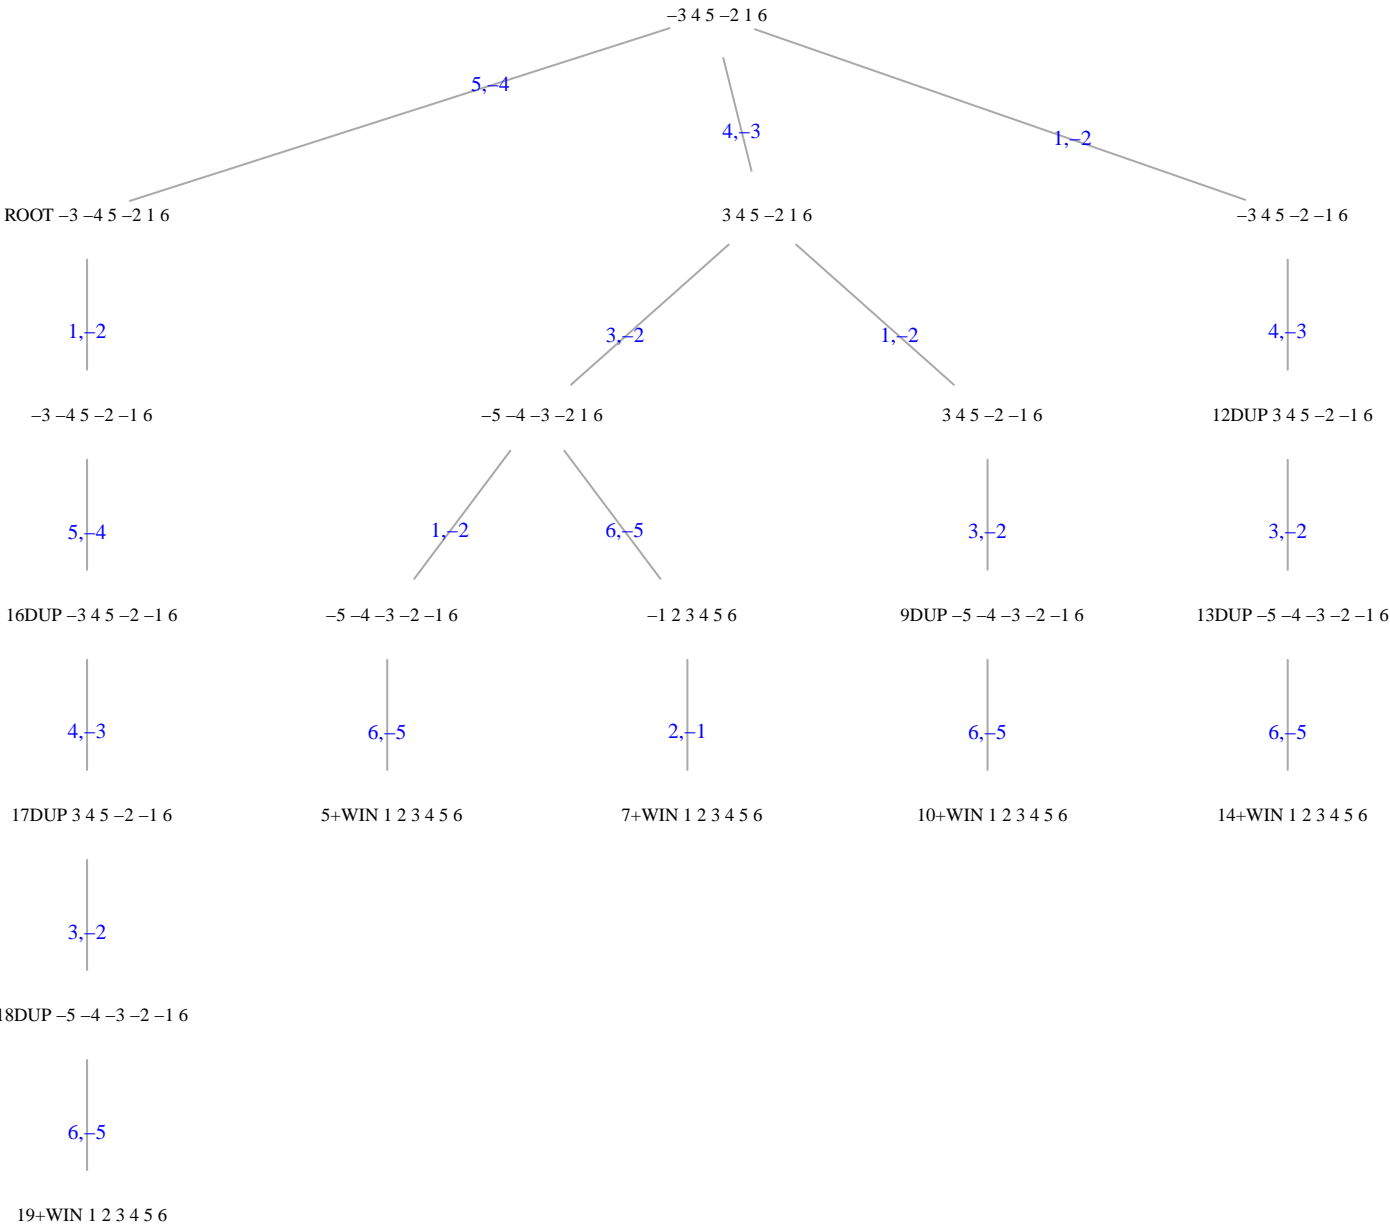 –3 4 5 –2 1 6
5,–4
4,–3
1,–2
ROOT –3 –4 5 –2 1 6
3 4 5 –2 1 6
–3 4 5 –2 –1 6
1,–2
3,–2
1,–2
4,–3
–3 –4 5 –2 –1 6
–5 –4 –3 –2 1 6
3 4 5 –2 –1 6
12DUP 3 4 5 –2 –1 6
5,–4
1,–2
6,–5
3,–2
3,–2
16DUP –3 4 5 –2 –1 6
–5 –4 –3 –2 –1 6
–1 2 3 4 5 6
9DUP –5 –4 –3 –2 –1 6
13DUP –5 –4 –3 –2 –1 6
4,–3
6,–5
2,–1
6,–5
6,–5
17DUP 3 4 5 –2 –1 6
5+WIN 1 2 3 4 5 6
7+WIN 1 2 3 4 5 6
10+WIN 1 2 3 4 5 6
14+WIN 1 2 3 4 5 6
3,–2
18DUP –5 –4 –3 –2 –1 6
6,–5
19+WIN 1 2 3 4 5 6